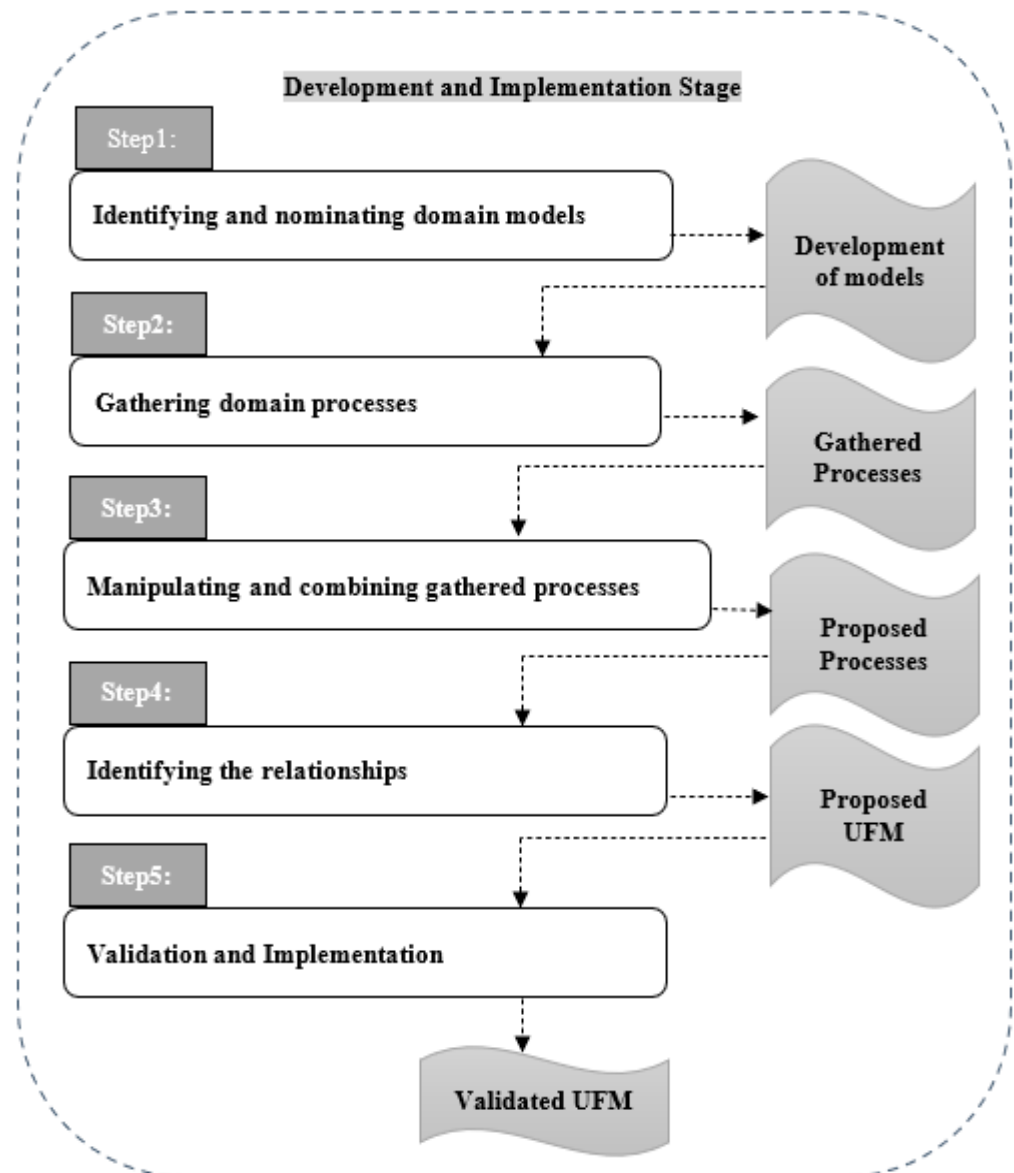 Development and Implementation Stage
Step1:
Identifying and nominating domain models
Development
of models
Step2:
Gathering domain processes
Gathered
Processes
Step3:
Manipulating and combining gathered processes
Proposed
Processes
Step4:
Identifying the relationships
Proposed
UFM
Step5:
Validation and Implementation
Validated UFM